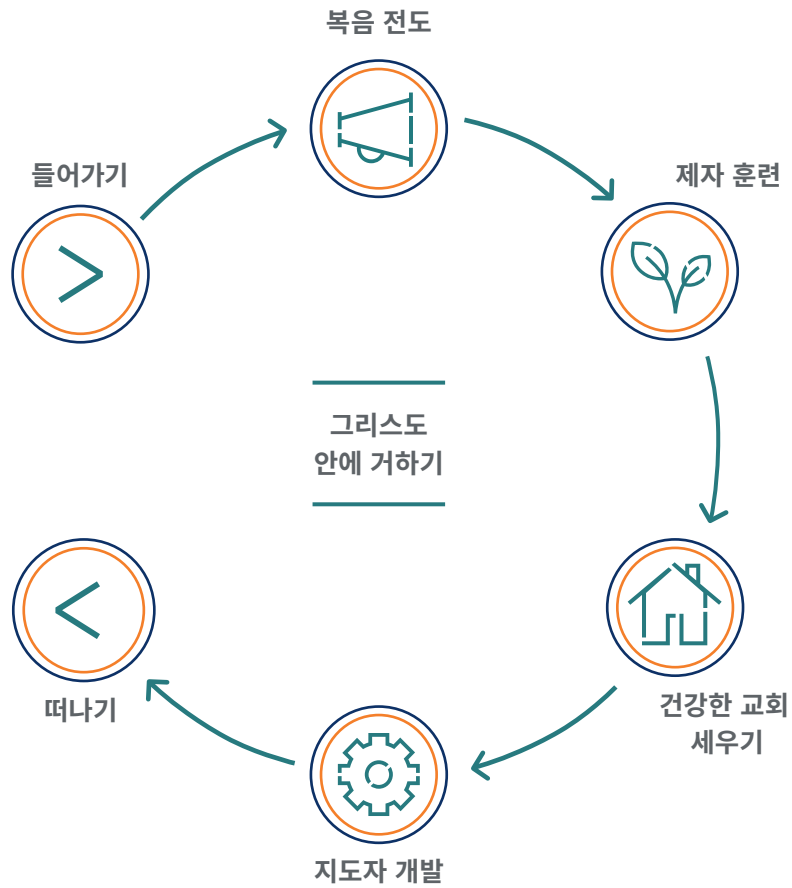 복음 전도
들어가기
제자 훈련
그리스도
안에 거하기
건강한 교회
세우기
떠나기
지도자 개발